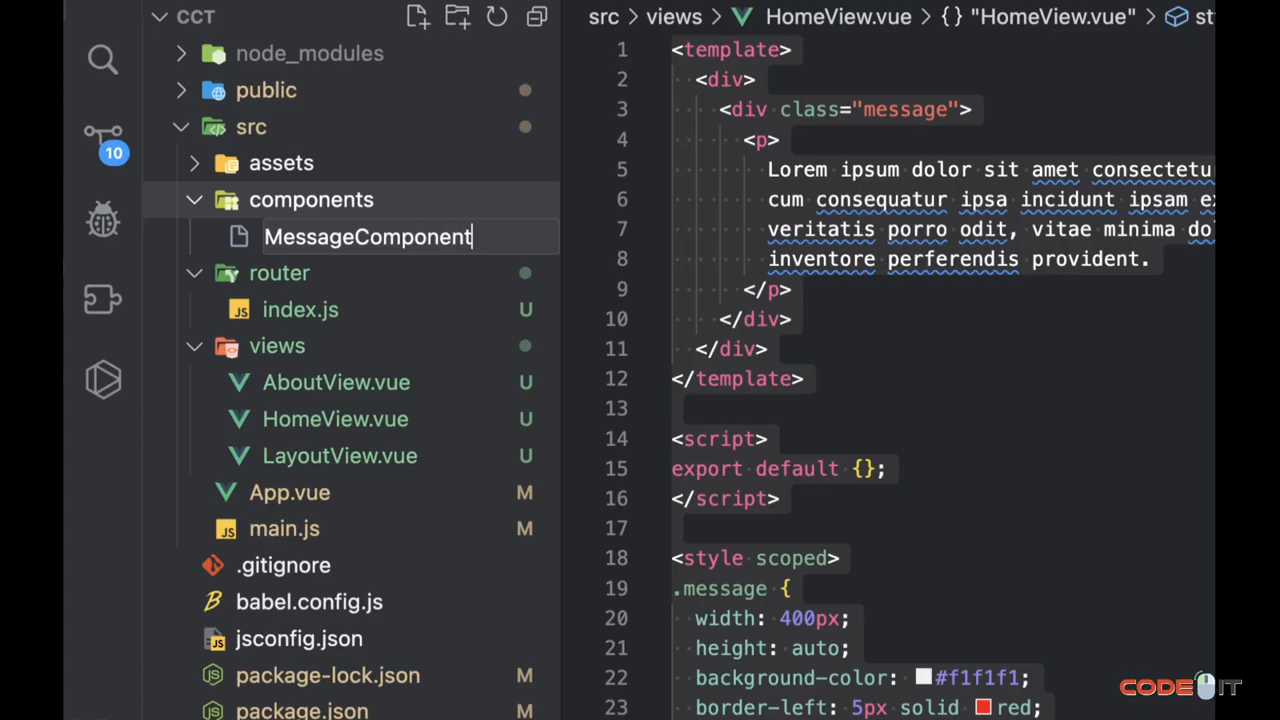 CCT
node_modules
public
src
10
assets
components
MessageComponent
router
JS index.js U
views
AboutView.vue U
HomeView.vue U
LayoutView.vue U
App.vue M
JS main.js M
.gitignore
babel.config.js
JS jsconfig.json
package-lock.json M
package.json M
src > views > HomeView.vue > {} "HomeView.vue" > st
1 <template>
2 <div>
3 <div class="message">
4 <p>
5 Lorem ipsum dolor sit amet consectetu
6 cum consequatur ipsa incidunt ipsam e
7 veritatis porro odit, vitae minima do
8 inventore perferendis provident.
9 </p>
10 </div>
11 </div>
12 </template>
13
14 <script>
15 export default {};
16 </script>
17
18 <style scoped>
19 .message {
20 width: 400px;
21 height: auto;
22 background-color: #f1f1f1;
23 border-left: 5px solid red;
CODE IT